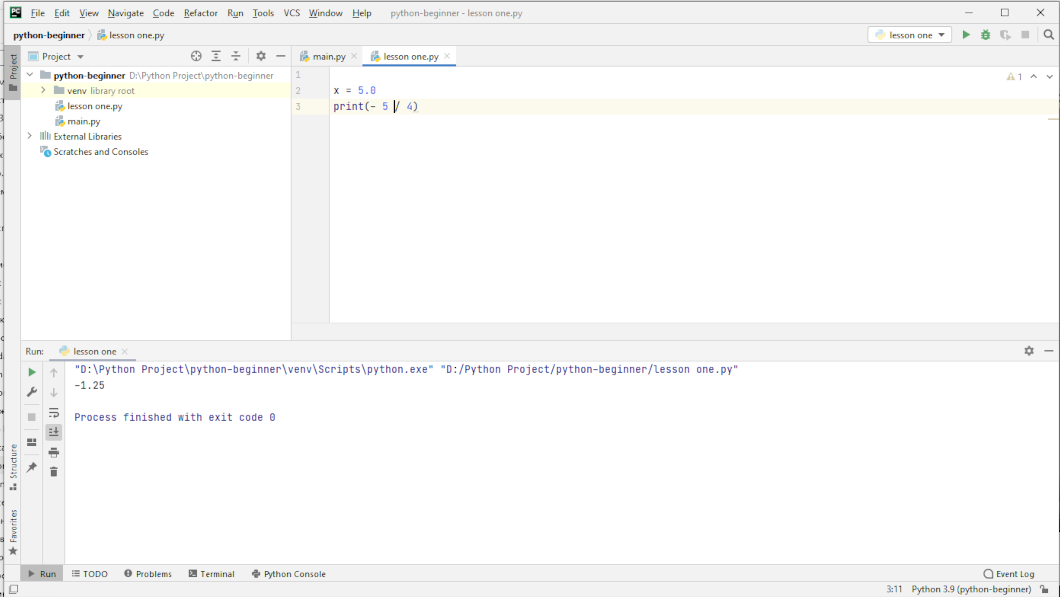 PC File Edit View Navigate Code Refactor Run Tools VCS Window Help python-beginner - lesson one.py
python-beginner lesson one.py lesson one
Project Project main.py lesson one.py
python-beginner D:\Python Project\python-beginner
venv library root
lesson one.py
main.py
External Libraries
Scratches and Consoles
1
2 x = 5.0
3 print(- 5 / 4)
1
Run: lesson one
"D:\Python Project\python-beginner\venv\Scripts\python.exe" "D:/Python Project/python-beginner/lesson one.py"
-1.25
Process finished with exit code 0
Structure
Favorites
Run TODO Problems Terminal Python Console Event Log
3:11 Python 3.9 (python-beginner)